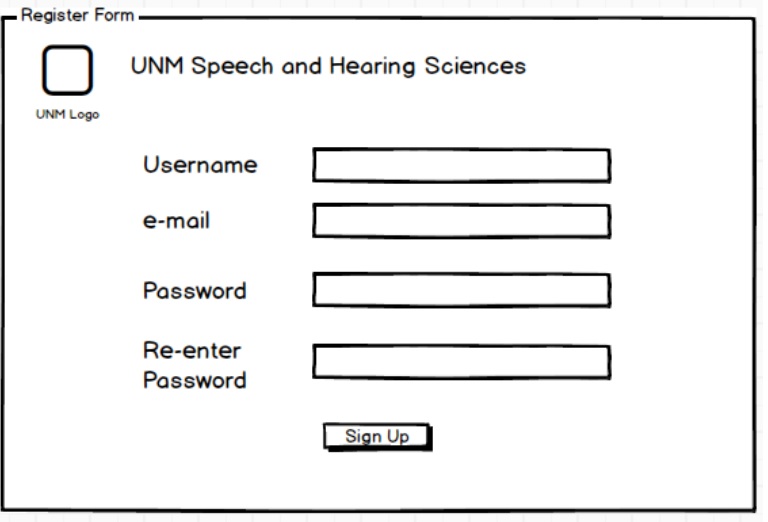 Register Form
UNM Speech and Hearing Sciences
UNM Logo
Username
e-mail
Password
Re-enter
Password
Sign Up